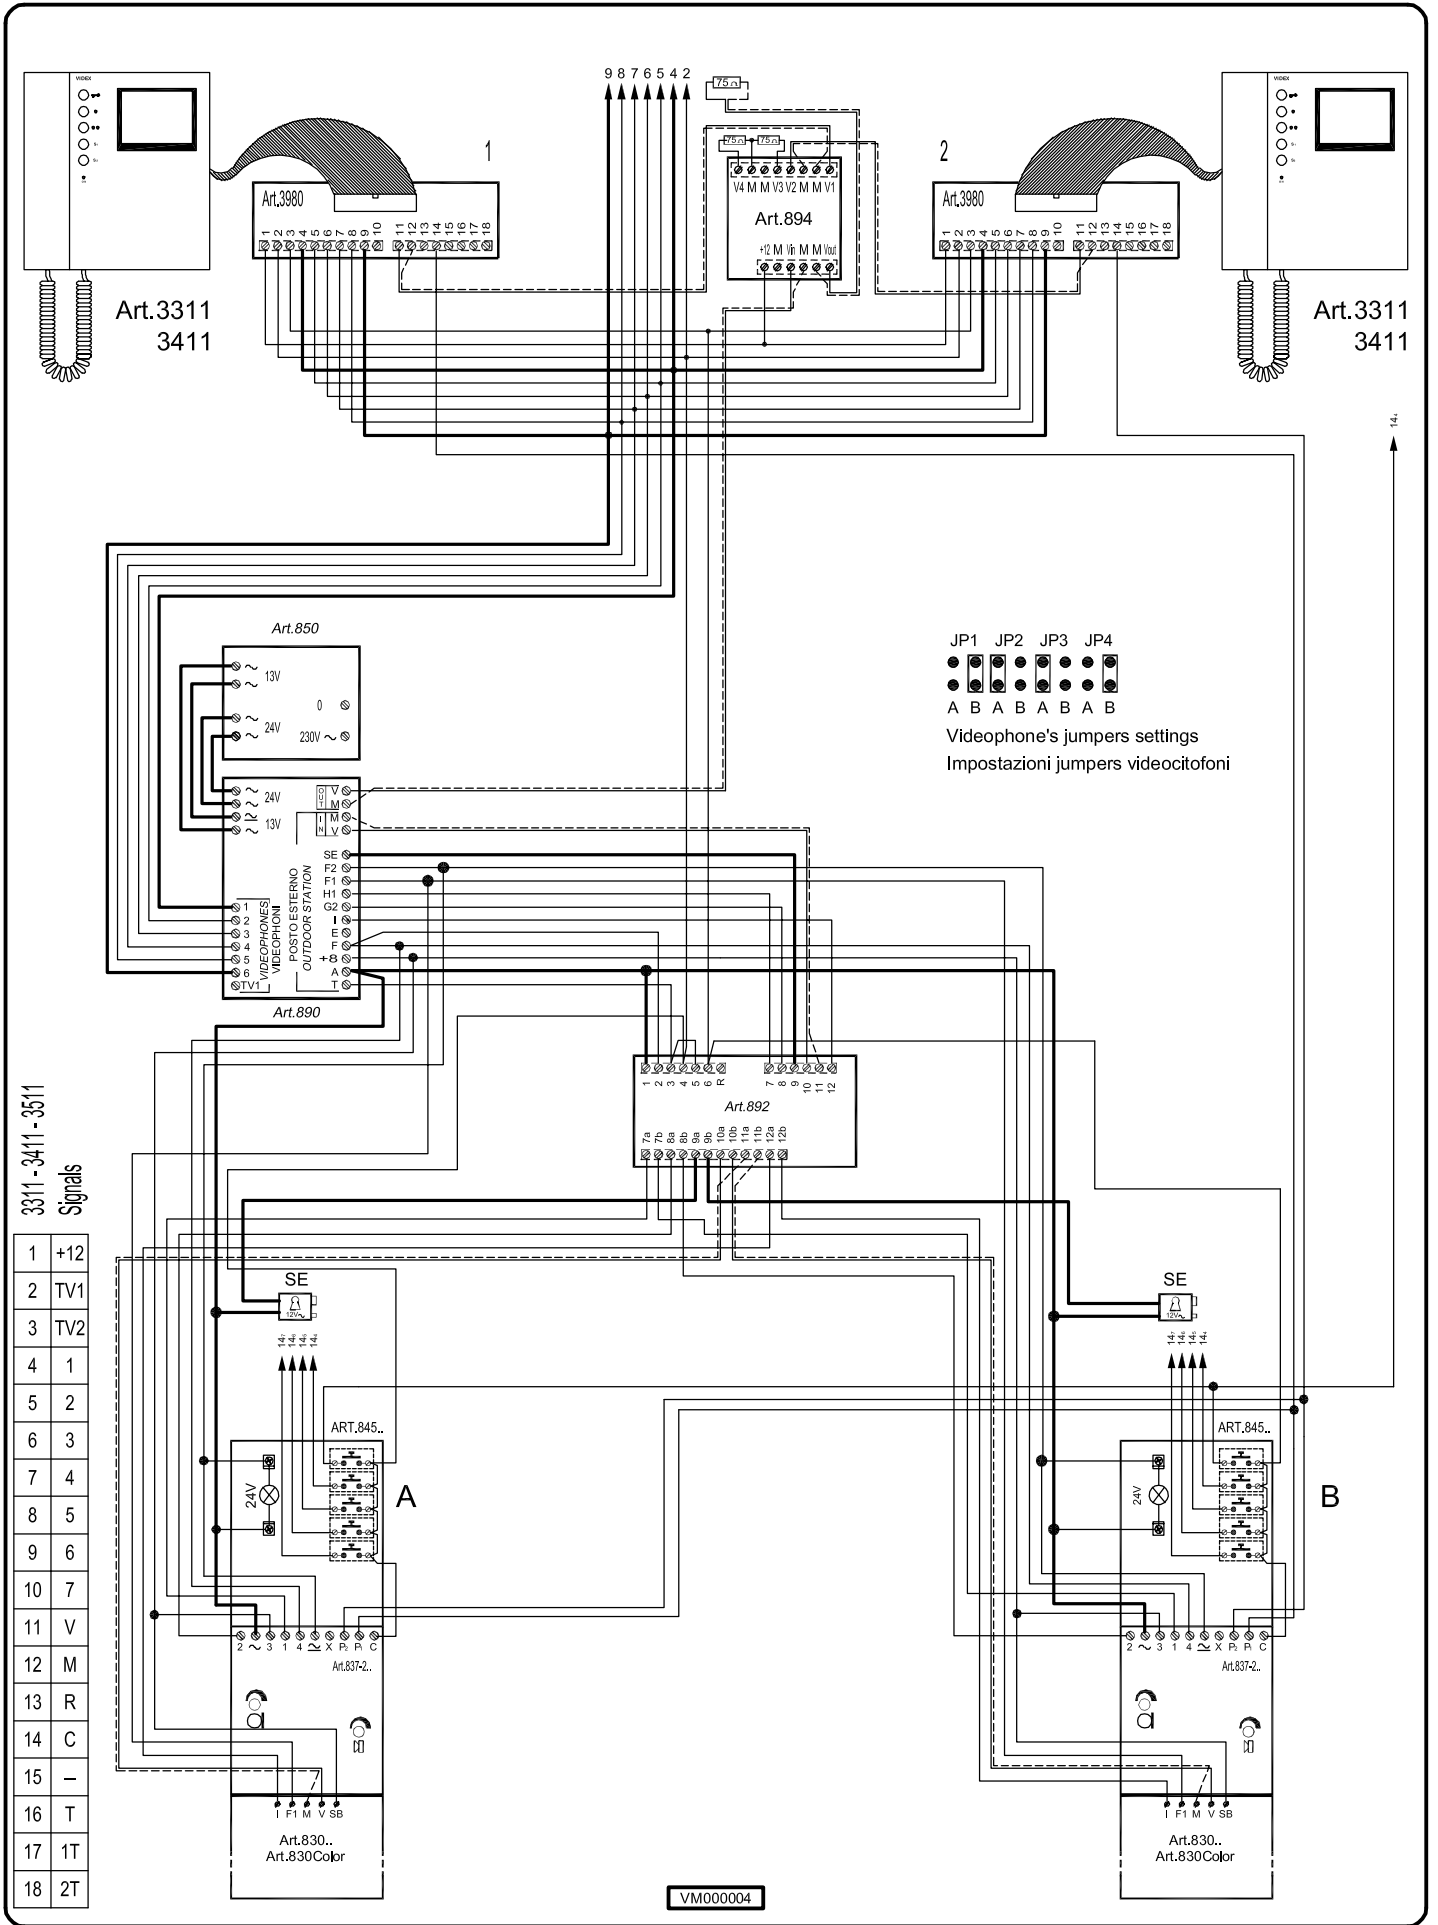 VIDEX
VIDEX
9 8 7 6 5 4 2
75Ω
1
2
75Ω
75Ω
V4 M M V3 V2 M M V1
Art.894
+12 M Vin M M Vout
Art.3980
1 2 3 4 5 6 7 8 9 10 11 12 13 14 15 16 17 18
Art.3980
1 2 3 4 5 6 7 8 9 10 11 12 13 14 15 16 17 18
Art.3311
3411
Art.3311
3411
14₄
Art.850
13V
24V
0
230V ~
JP1 JP2 JP3 JP4
A B A B A B A B
Videophone's jumpers settings
Impostazioni jumpers videocitofoni
24V
13V
OUT
V
M
IN
M
V
SE
F2
F1
H1
G2
I
E
F
+8
A
T
POSTO ESTERNO
OUTDOOR STATION
VIDEOPHONES
VIDEOPHONI
1
2
3
4
5
6
TV1
Art.890
1 2 3 4 5 6 R 7 8 9 10 11 12
Art.892
7a 7b 8a 8b 9a 9b 10a 10b 11a 11b 12a 12b
3311 - 3411 - 3511
Signals
1 +12
2 TV1
3 TV2
4 1
5 2
6 3
7 4
8 5
9 6
10 7
11 V
12 M
13 R
14 C
15 –
16 T
17 1T
18 2T
SE
12V~
14₇ 14₆ 14₅ 14₄
ART.845..
24V
A
2 ~ 3 1 4 ≃ X P₂ P₁ C
Art.837-2..
I F1 M V SB
Art.830..
Art.830Color
SE
12V~
14₇ 14₆ 14₅ 14₄
ART.845..
24V
B
2 ~ 3 1 4 ≃ X P₂ P₁ C
Art.837-2..
I F1 M V SB
Art.830..
Art.830Color
VM000004